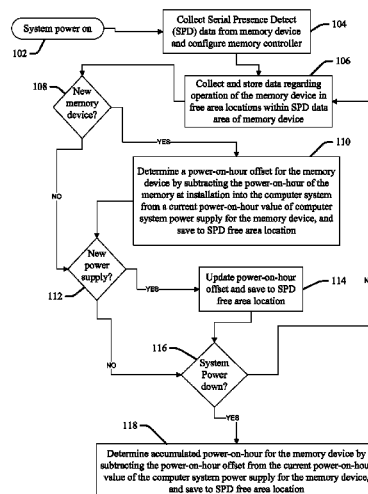 System power on
102
Collect Serial Presence Detect
(SPD) data from memory device
and configure memory controller
104
Collect and store data regarding
operation of the memory device in
free area locations within SPD data
area of memory device
106
108
New
memory
device?
YES
NO
110
Determine a power-on-hour offset for the memory
device by subtracting the power-on-hour of the
memory at installation into the computer system
from a current power-on-hour value of computer
system power supply for the memory device, and
save to SPD free area location
New
power
supply?
112
YES
NO
Update power-on-hour
offset and save to SPD
free area location
114
116
System
Power
down?
N
YES
118
Determine accumulated power-on-hour for the memory device by
subtracting the power-on-hour offset from the current power-on-hour
value of the computer system power supply for the memory device,
and save to SPD free area location